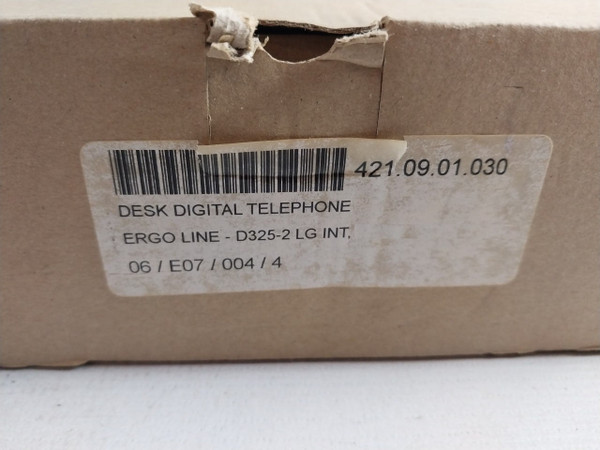 421.09.01.030
DESK DIGITAL TELEPHONE
ERGO LINE - D325-2 LG INT,
06 / E07 / 004 / 4